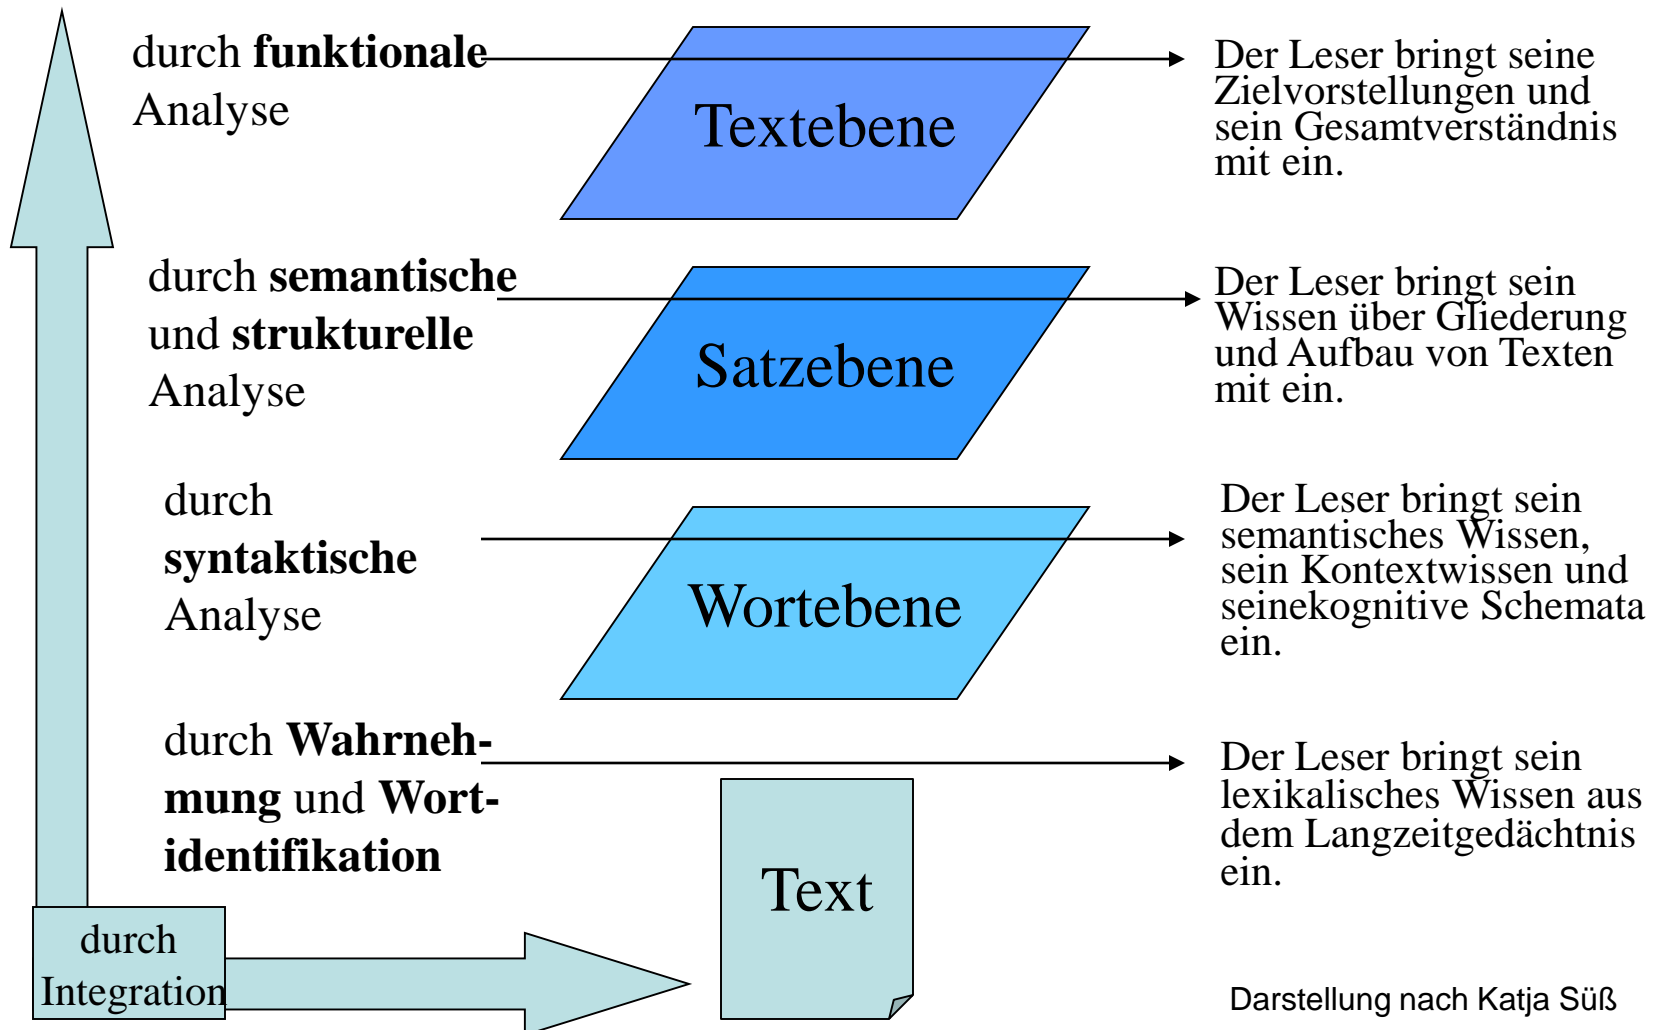 durch funktionale
Analyse
Textebene
Der Leser bringt seine
Zielvorstellungen und
sein Gesamtverständnis
mit ein.
durch semantische
und strukturelle
Analyse
Satzebene
Der Leser bringt sein
Wissen über Gliederung
und Aufbau von Texten
mit ein.
durch
syntaktische
Analyse
Wortebene
Der Leser bringt sein
semantisches Wissen,
sein Kontextwissen und
seinekognitive Schemata
ein.
durch Wahrneh-
mung und Wort-
identifikation
Text
Der Leser bringt sein
lexikalisches Wissen aus
dem Langzeitgedächtnis
ein.
durch
Integration
Darstellung nach Katja Süß